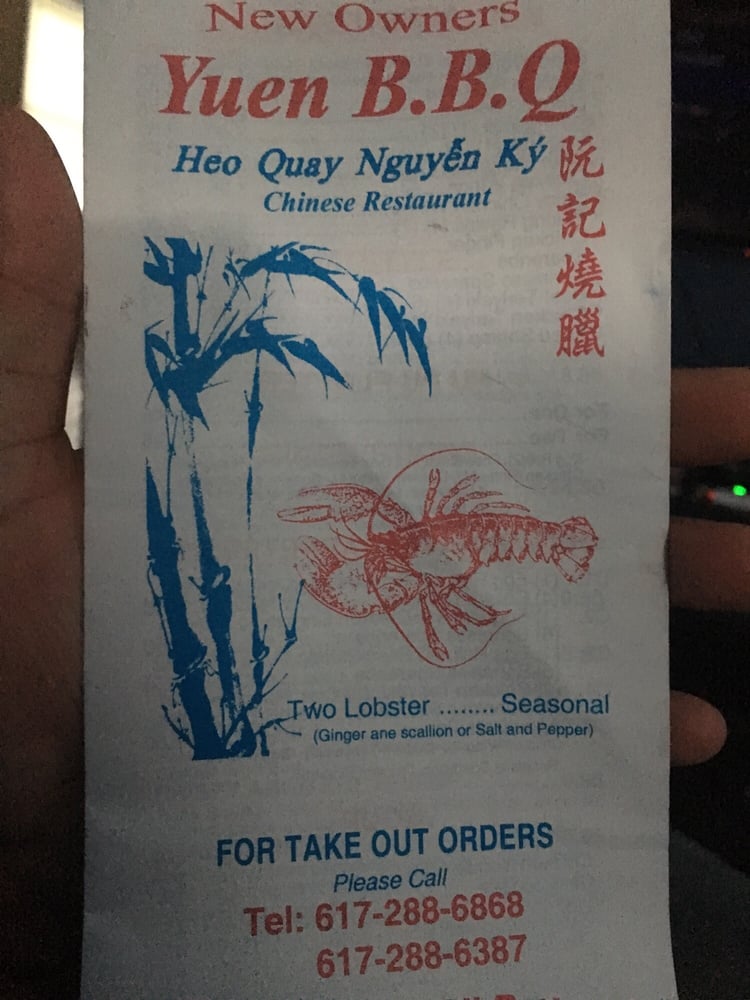 New Owners
Yuen B.B.Q
Heo Quay Nguyễn Ký
Chinese Restaurant
阮記燒臘
Two Lobster ........ Seasonal
(Ginger ane scallion or Salt and Pepper)
FOR TAKE OUT ORDERS
Please Call
Tel: 617-288-6868
617-288-6387